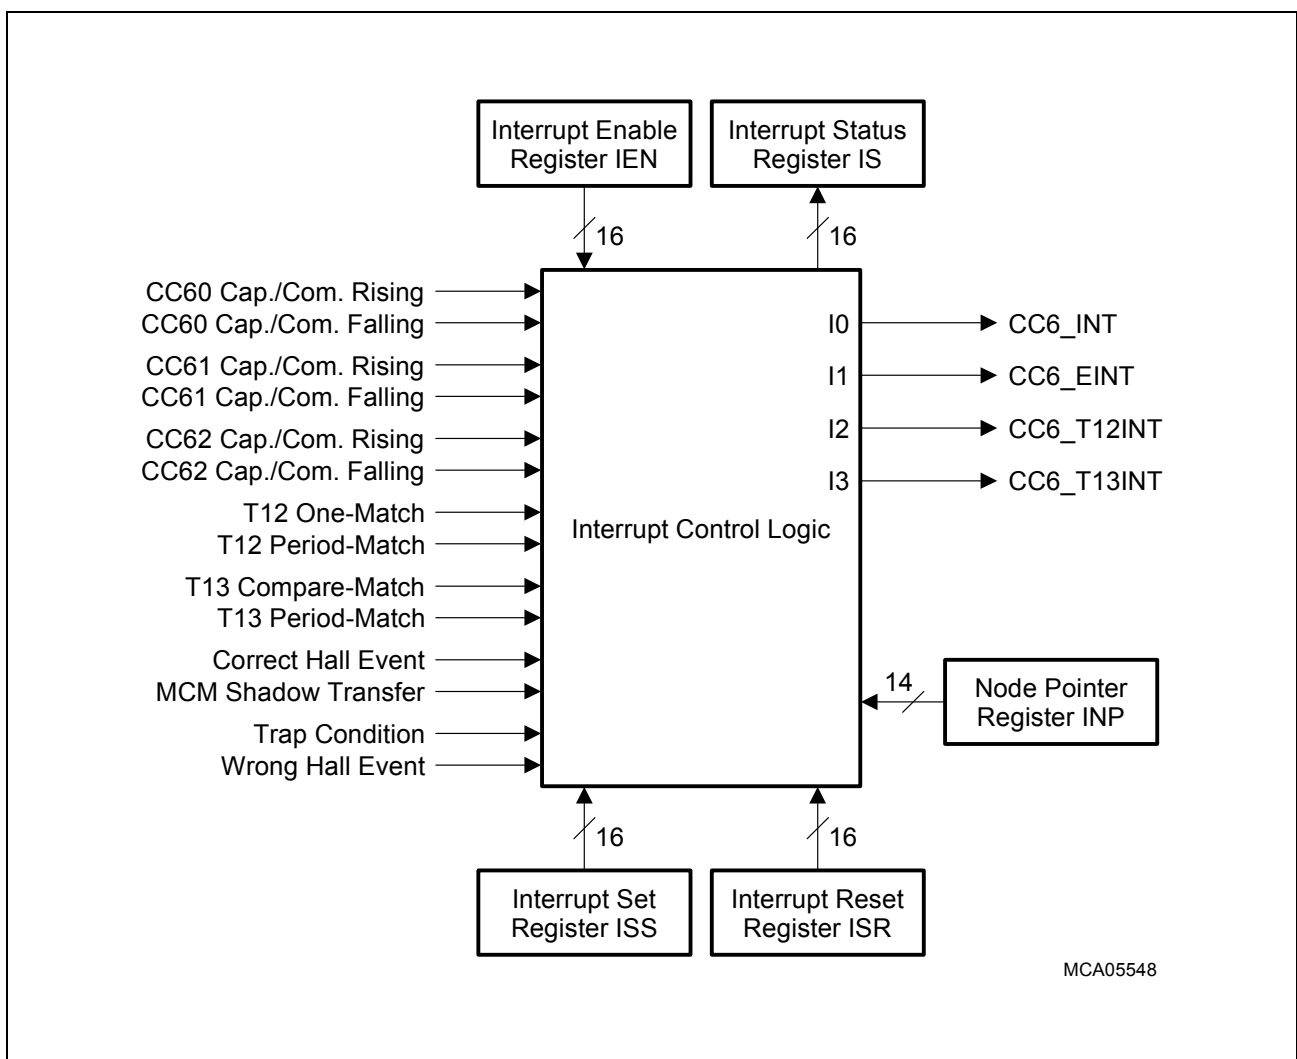 Interrupt Enable
Register IEN
Interrupt Status
Register IS
16
16
CC60 Cap./Com. Rising
CC60 Cap./Com. Falling
CC61 Cap./Com. Rising
CC61 Cap./Com. Falling
CC62 Cap./Com. Rising
CC62 Cap./Com. Falling
T12 One-Match
T12 Period-Match
T13 Compare-Match
T13 Period-Match
Correct Hall Event
MCM Shadow Transfer
Trap Condition
Wrong Hall Event
Interrupt Control Logic
I0
CC6_INT
I1
CC6_EINT
I2
CC6_T12INT
I3
CC6_T13INT
14
Node Pointer
Register INP
16
16
Interrupt Set
Register ISS
Interrupt Reset
Register ISR
MCA05548